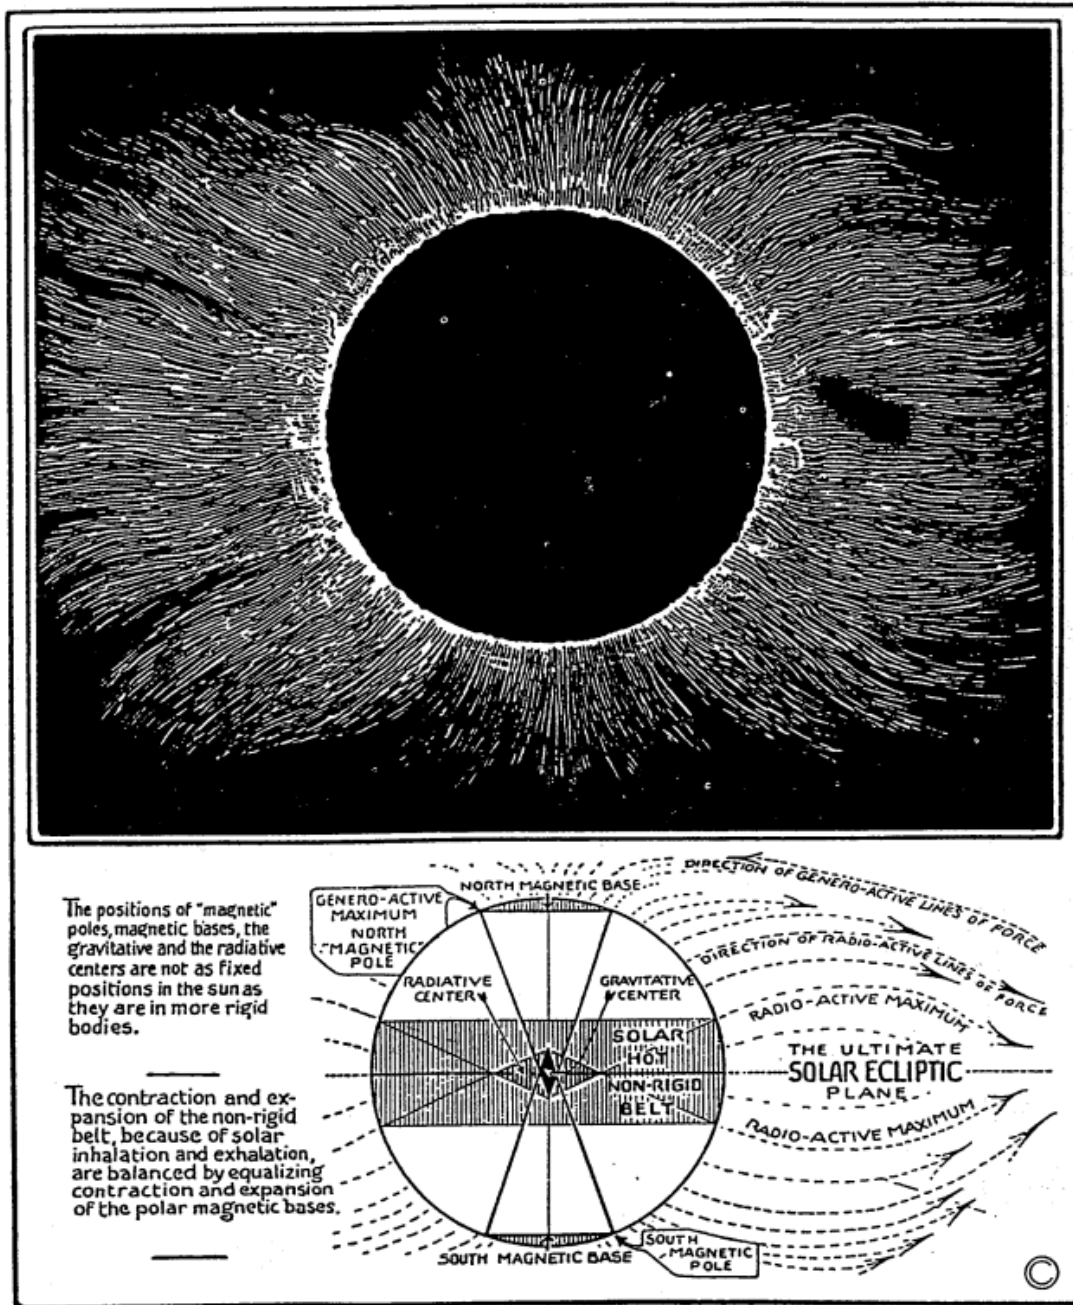 The positions of "magnetic"
poles, magnetic bases, the
gravitative and the radiative
centers are not as fixed
positions in the sun as
they are in more rigid
bodies.
The contraction and ex-
pansion of the non-rigid
belt, because of solar
inhalation and exhalation,
are balanced by equalizing
contraction and expansion
of the polar magnetic bases.
NORTH MAGNETIC BASE
GENERO-ACTIVE
MAXIMUM
NORTH
"MAGNETIC"
POLE
RADIATIVE
CENTER
GRAVITATIVE
CENTER
SOLAR
HOT
NON-RIGID
BELT
DIRECTION OF GENERO-ACTIVE LINES OF FORCE
DIRECTION OF RADIO-ACTIVE LINES OF FORCE
RADIO-ACTIVE MAXIMUM
THE ULTIMATE
SOLAR ECLIPTIC
PLANE
RADIO-ACTIVE MAXIMUM
SOUTH MAGNETIC BASE
SOUTH
MAGNETIC
POLE
©